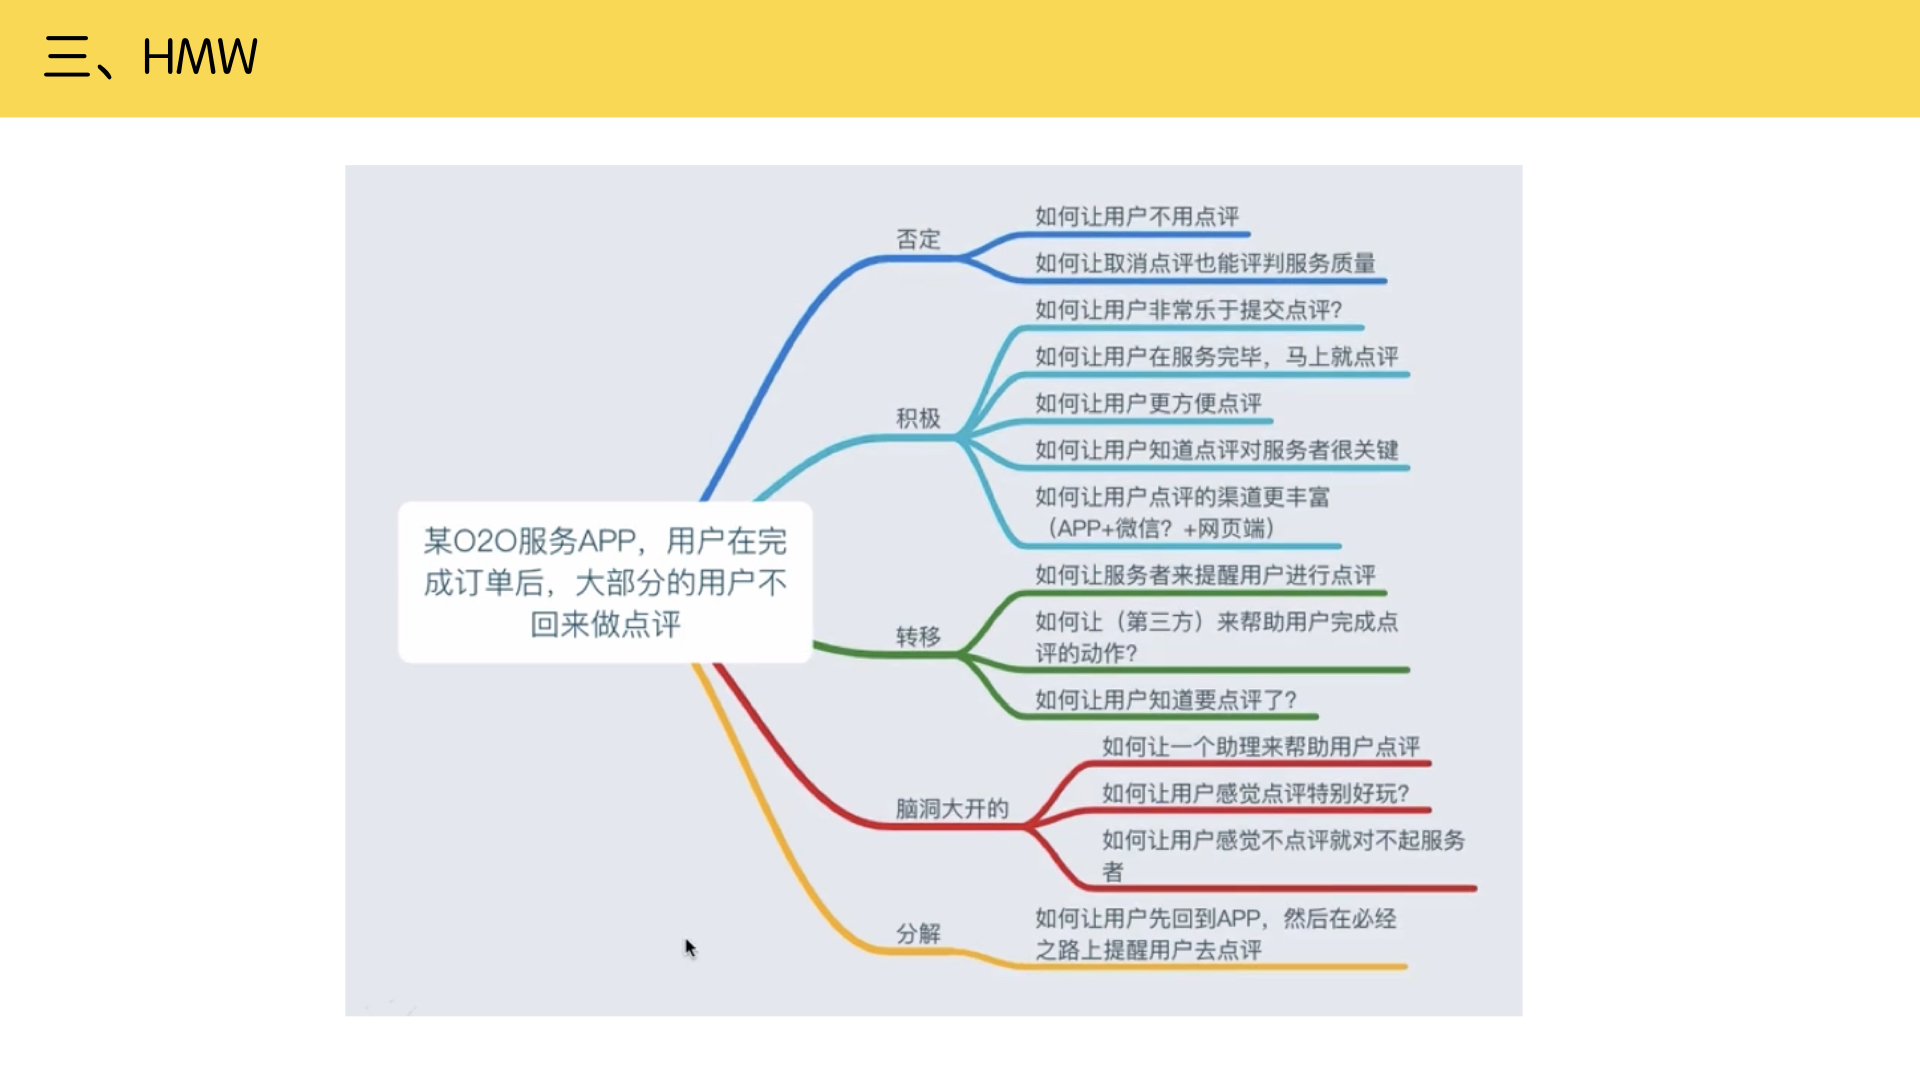 三、HMW
某O2O服务APP，用户在完
成订单后，大部分的用户不
回来做点评
否定
如何让用户不用点评
如何让取消点评也能评判服务质量
积极
如何让用户非常乐于提交点评？
如何让用户在服务完毕，马上就点评
如何让用户更方便点评
如何让用户知道点评对服务者很关键
如何让用户点评的渠道更丰富
（APP+微信？+网页端）
转移
如何让服务者来提醒用户进行点评
如何让（第三方）来帮助用户完成点
评的动作？
如何让用户知道要点评了？
脑洞大开的
如何让一个助理来帮助用户点评
如何让用户感觉点评特别好玩？
如何让用户感觉不点评就对不起服务
者
分解
如何让用户先回到APP，然后在必经
之路上提醒用户去点评